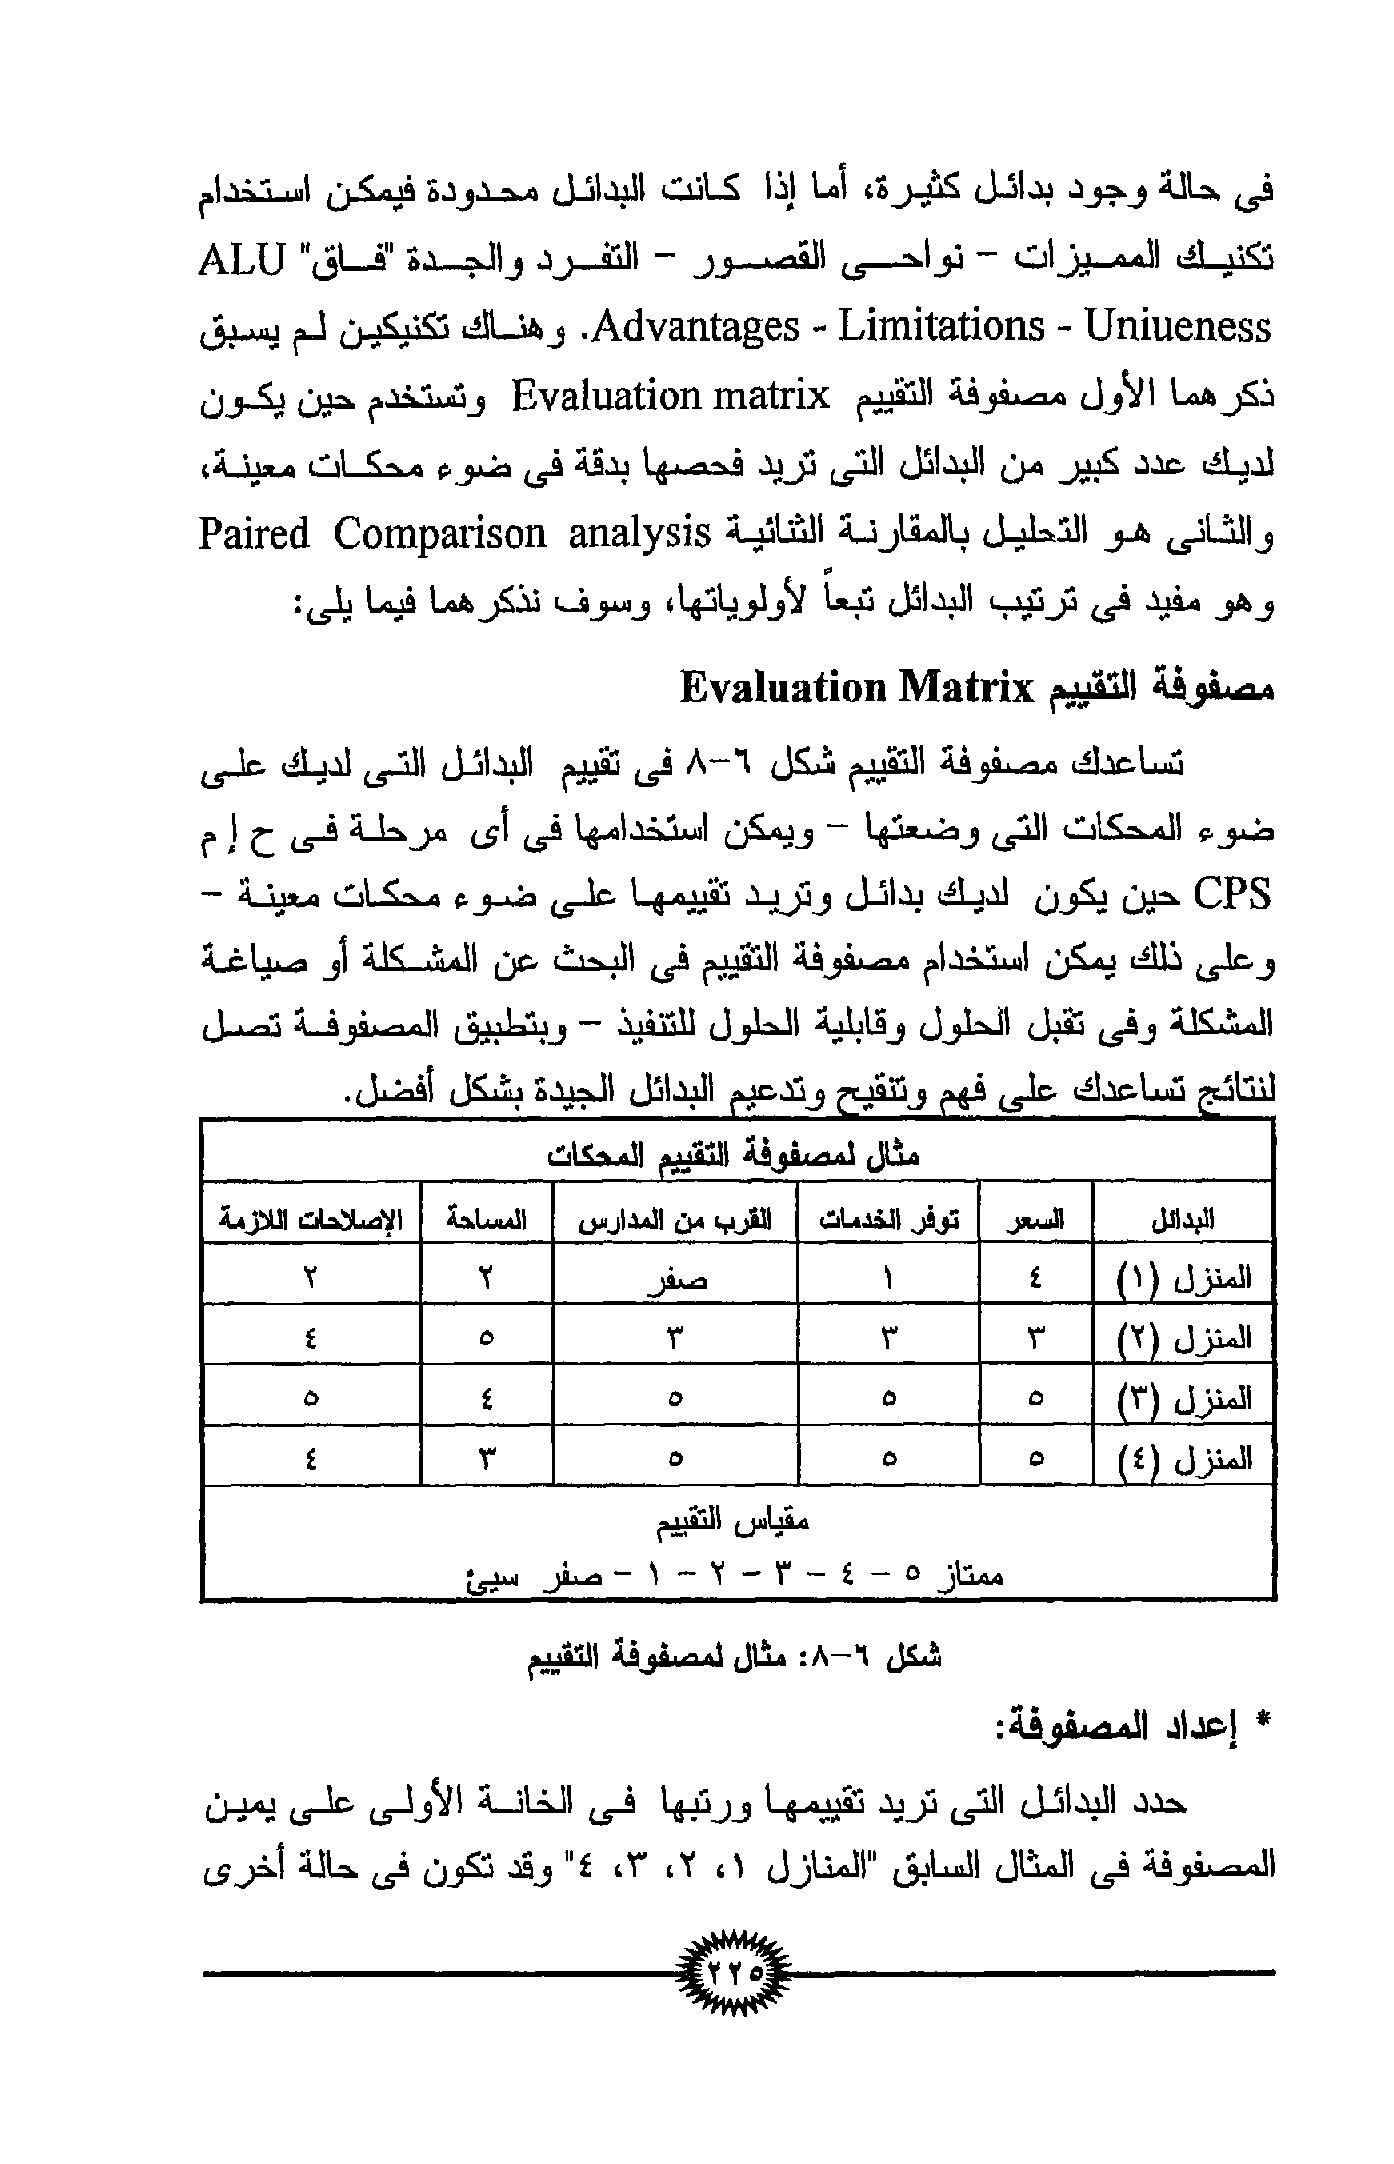 فى حالة وجود بدائل كثيرة، أما إذا كانت البدائل محدودة فيمكن استخدام
تكنيك المميزات - نواحى القصور - التفرد والجدة "فاق" ALU
Advantages - Limitations - Uniueness. وهناك تكنيكين لم يسبق
ذكرهما الأول مصفوفة التقييم Evaluation matrix وتستخدم حين يكون
لديك عدد كبير من البدائل التى تريد فحصها بدقة فى ضوء محكات معينة،
والثانى هو التحليل بالمقارنة الثنائية Paired Comparison analysis
وهو مفيد فى ترتيب البدائل تبعاً لأولوياتها، وسوف نذكرهما فيما يلى:
مصفوفة التقييم Evaluation Matrix
تساعدك مصفوفة التقييم شكل ٦-٨ فى تقييم البدائل التى لديك على
ضوء المحكات التى وضعتها - ويمكن استخدامها فى أى مرحلة فى ح إ م
CPS حين يكون لديك بدائل وتريد تقييمها على ضوء محكات معينة -
وعلى ذلك يمكن استخدام مصفوفة التقييم فى البحث عن المشكلة أو صياغة
المشكلة وفى تقبل الحلول وقابلية الحلول للتنفيذ - وبتطبيق المصفوفة تصل
لنتائج تساعدك على فهم وتنقيح وتدعيم البدائل الجيدة بشكل أفضل.
مثال لمصفوفة التقييم المحكات
البدائل السعر توفر الخدمات القرب من المدارس المساحة الإصلاحات اللازمة
المنزل (١) ٤ ١ صفر ٢ ٢
المنزل (٢) ٣ ٣ ٣ ٥ ٤
المنزل (٣) ٥ ٥ ٥ ٤ ٥
المنزل (٤) ٥ ٥ ٥ ٣ ٤
مقياس التقييم
ممتاز ٥ - ٤ - ٣ - ٢ - ١ - صفر سيئ
شكل ٦-٨: مثال لمصفوفة التقييم
* إعداد المصفوفة:
حدد البدائل التى تريد تقييمها ورتبها فى الخانة الأولى على يمين
المصفوفة فى المثال السابق "المنازل ١، ٢، ٣، ٤" وقد تكون فى حالة أخرى
٢٢٥